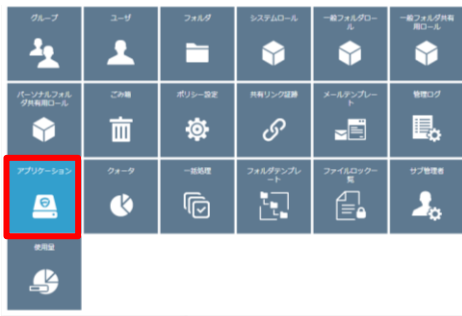 グループ
ユーザ
フォルダ
システムロール
一般フォルダロー
ル
一般フォルダ共有
用ロール
パーソナルフォル
ダ共有用ロール
ごみ箱
ポリシー設定
共有リンク証跡
メールテンプレー
ト
管理ログ
アプリケーション
クォータ
一括処理
フォルダテンプレ
ート
ファイルロック一
覧
サブ管理者
使用量